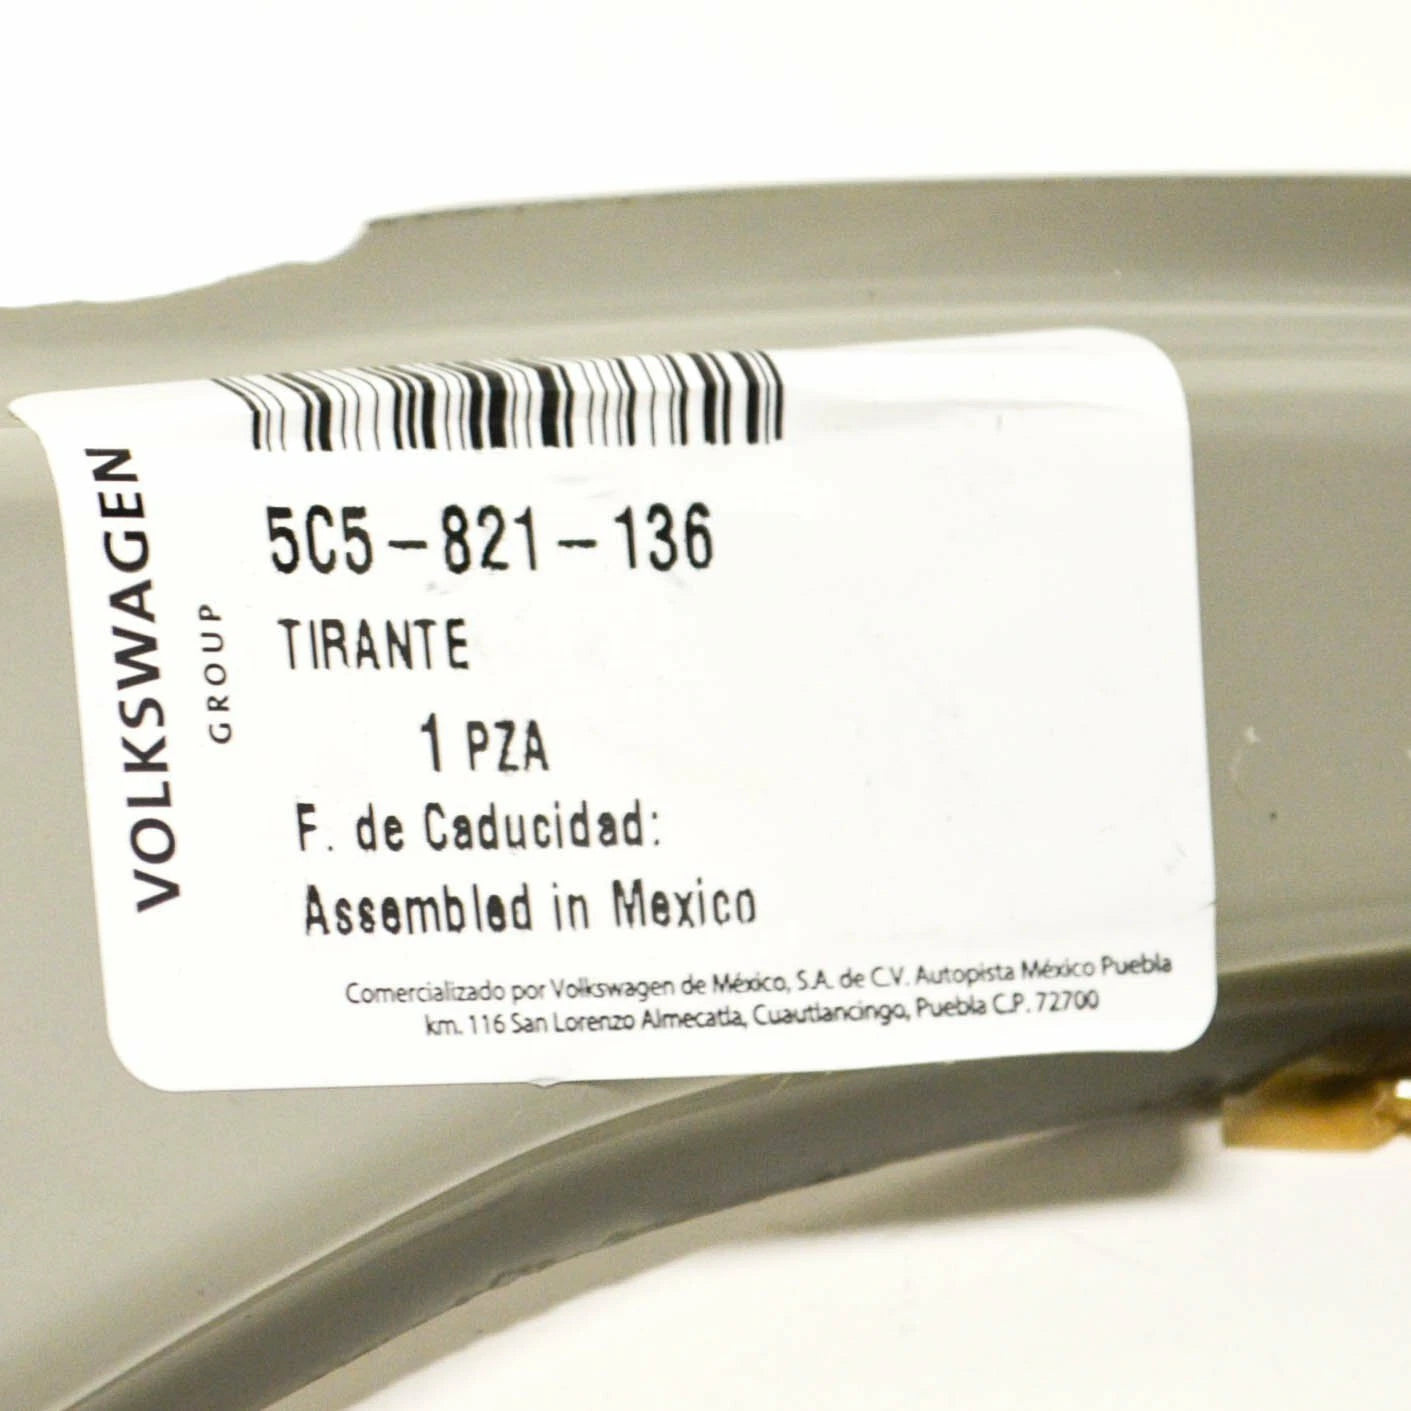 VOLKSWAGEN
GROUP
5C5-821-136
TIRANTE
1 PZA
F. de Caducidad:
Assembled in Mexico
Comercializado por Volkswagen de México, S.A. de C.V. Autopista México Puebla
km. 116 San Lorenzo Almecatla, Cuautlancingo, Puebla C.P. 72700